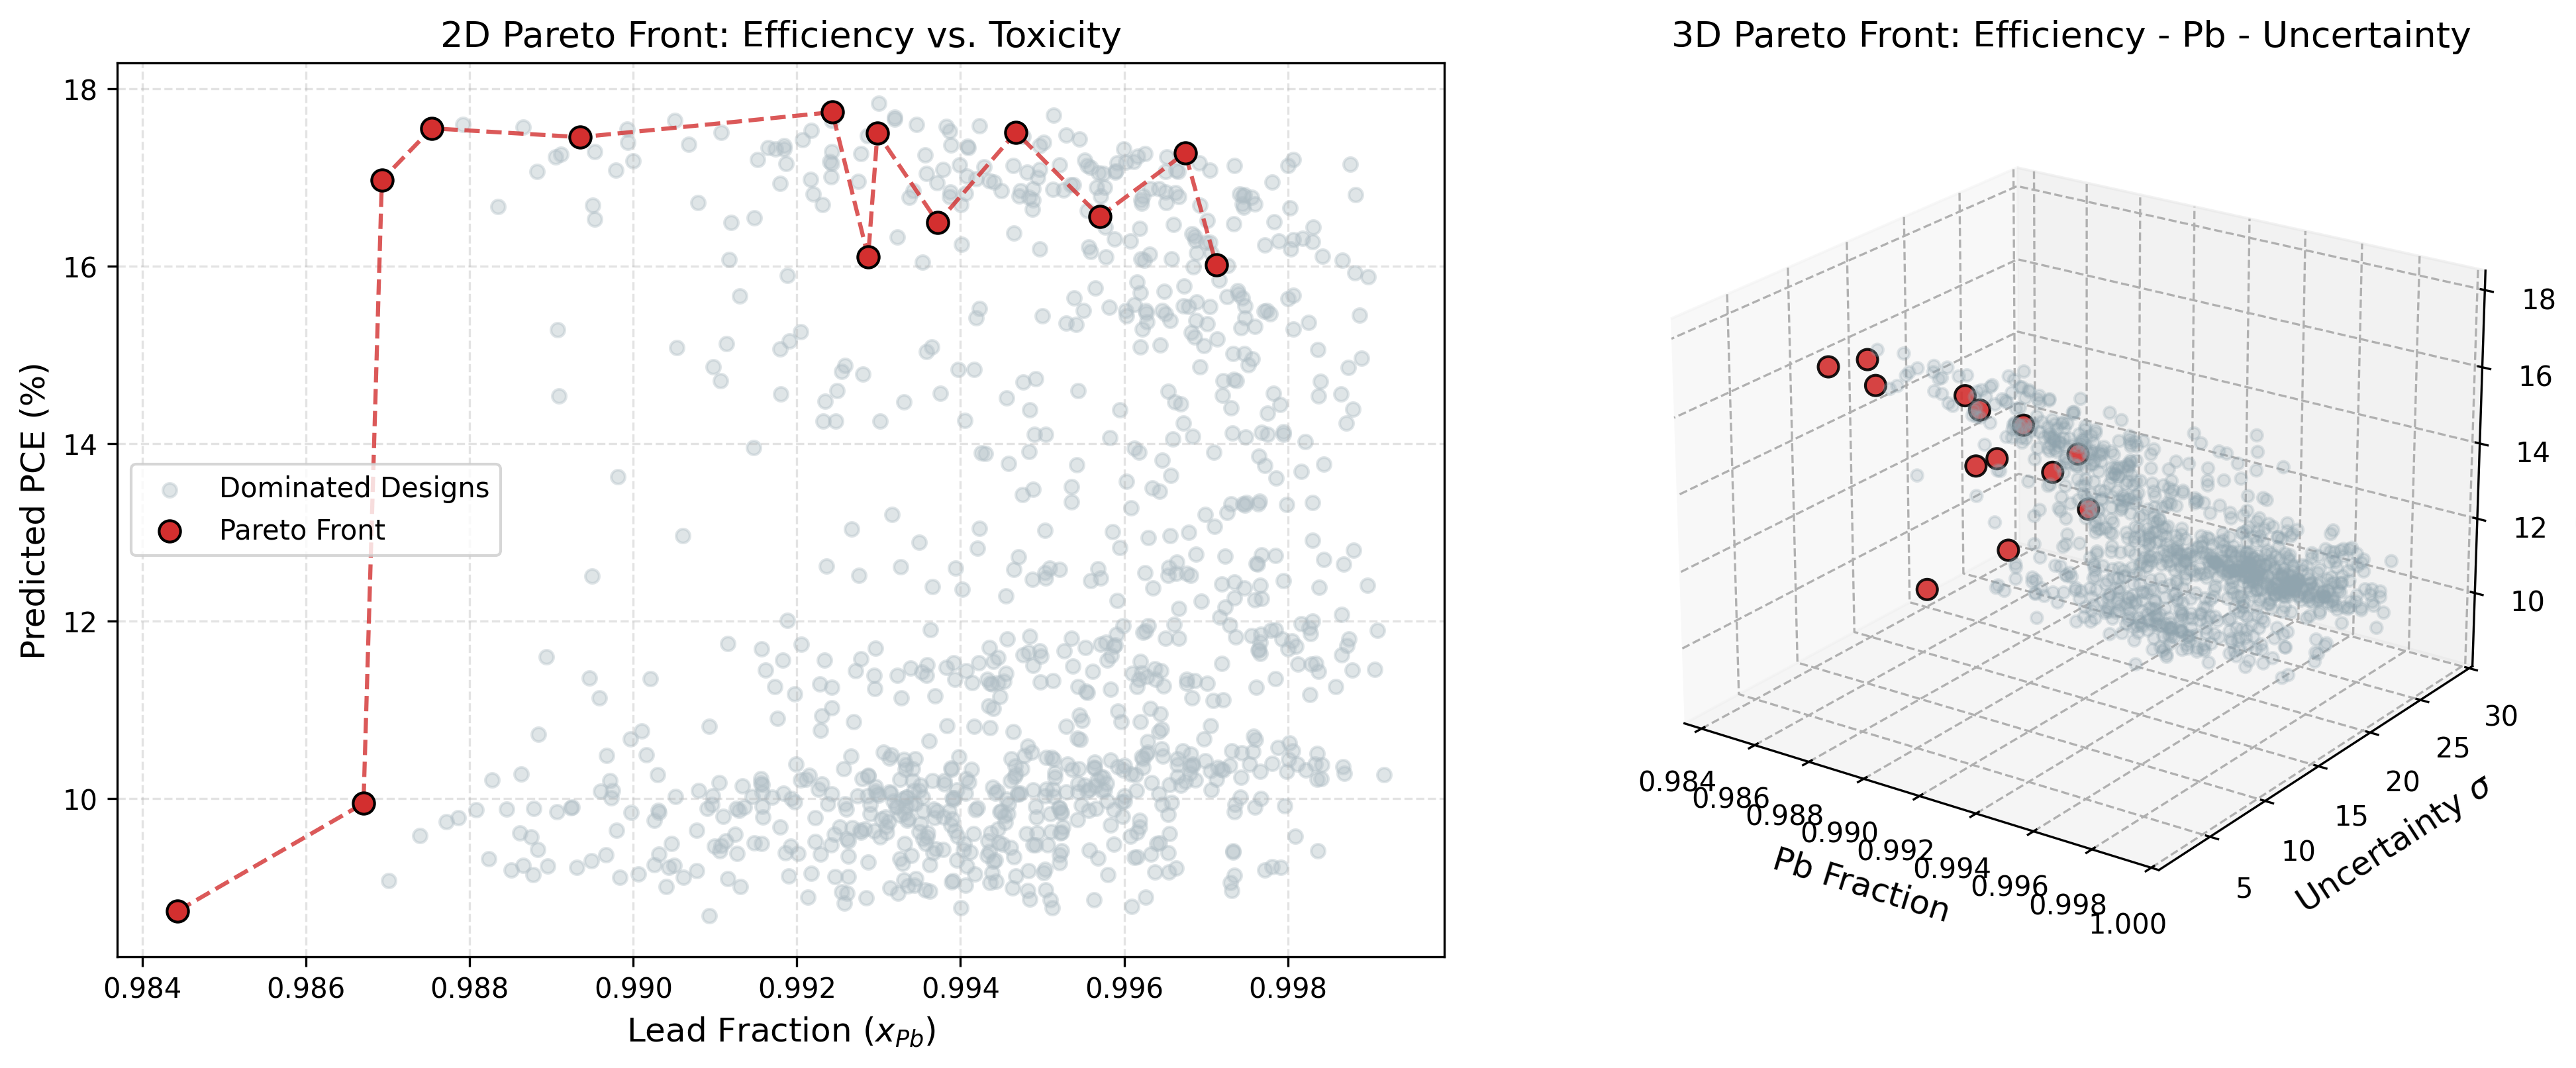 2D Pareto Front: Efficiency vs. Toxicity
18
16
14
12
10
Predicted PCE (%)
Dominated Designs
Pareto Front
0.984 0.986 0.988 0.990 0.992 0.994 0.996 0.998
Lead Fraction (x_{Pb})
3D Pareto Front: Efficiency - Pb - Uncertainty
18
16
14
12
10
30
25
20
15
10
5
Uncertainty σ
0.984
0.986
0.988
0.990
0.992
0.994
0.996
0.998
1.000
Pb Fraction